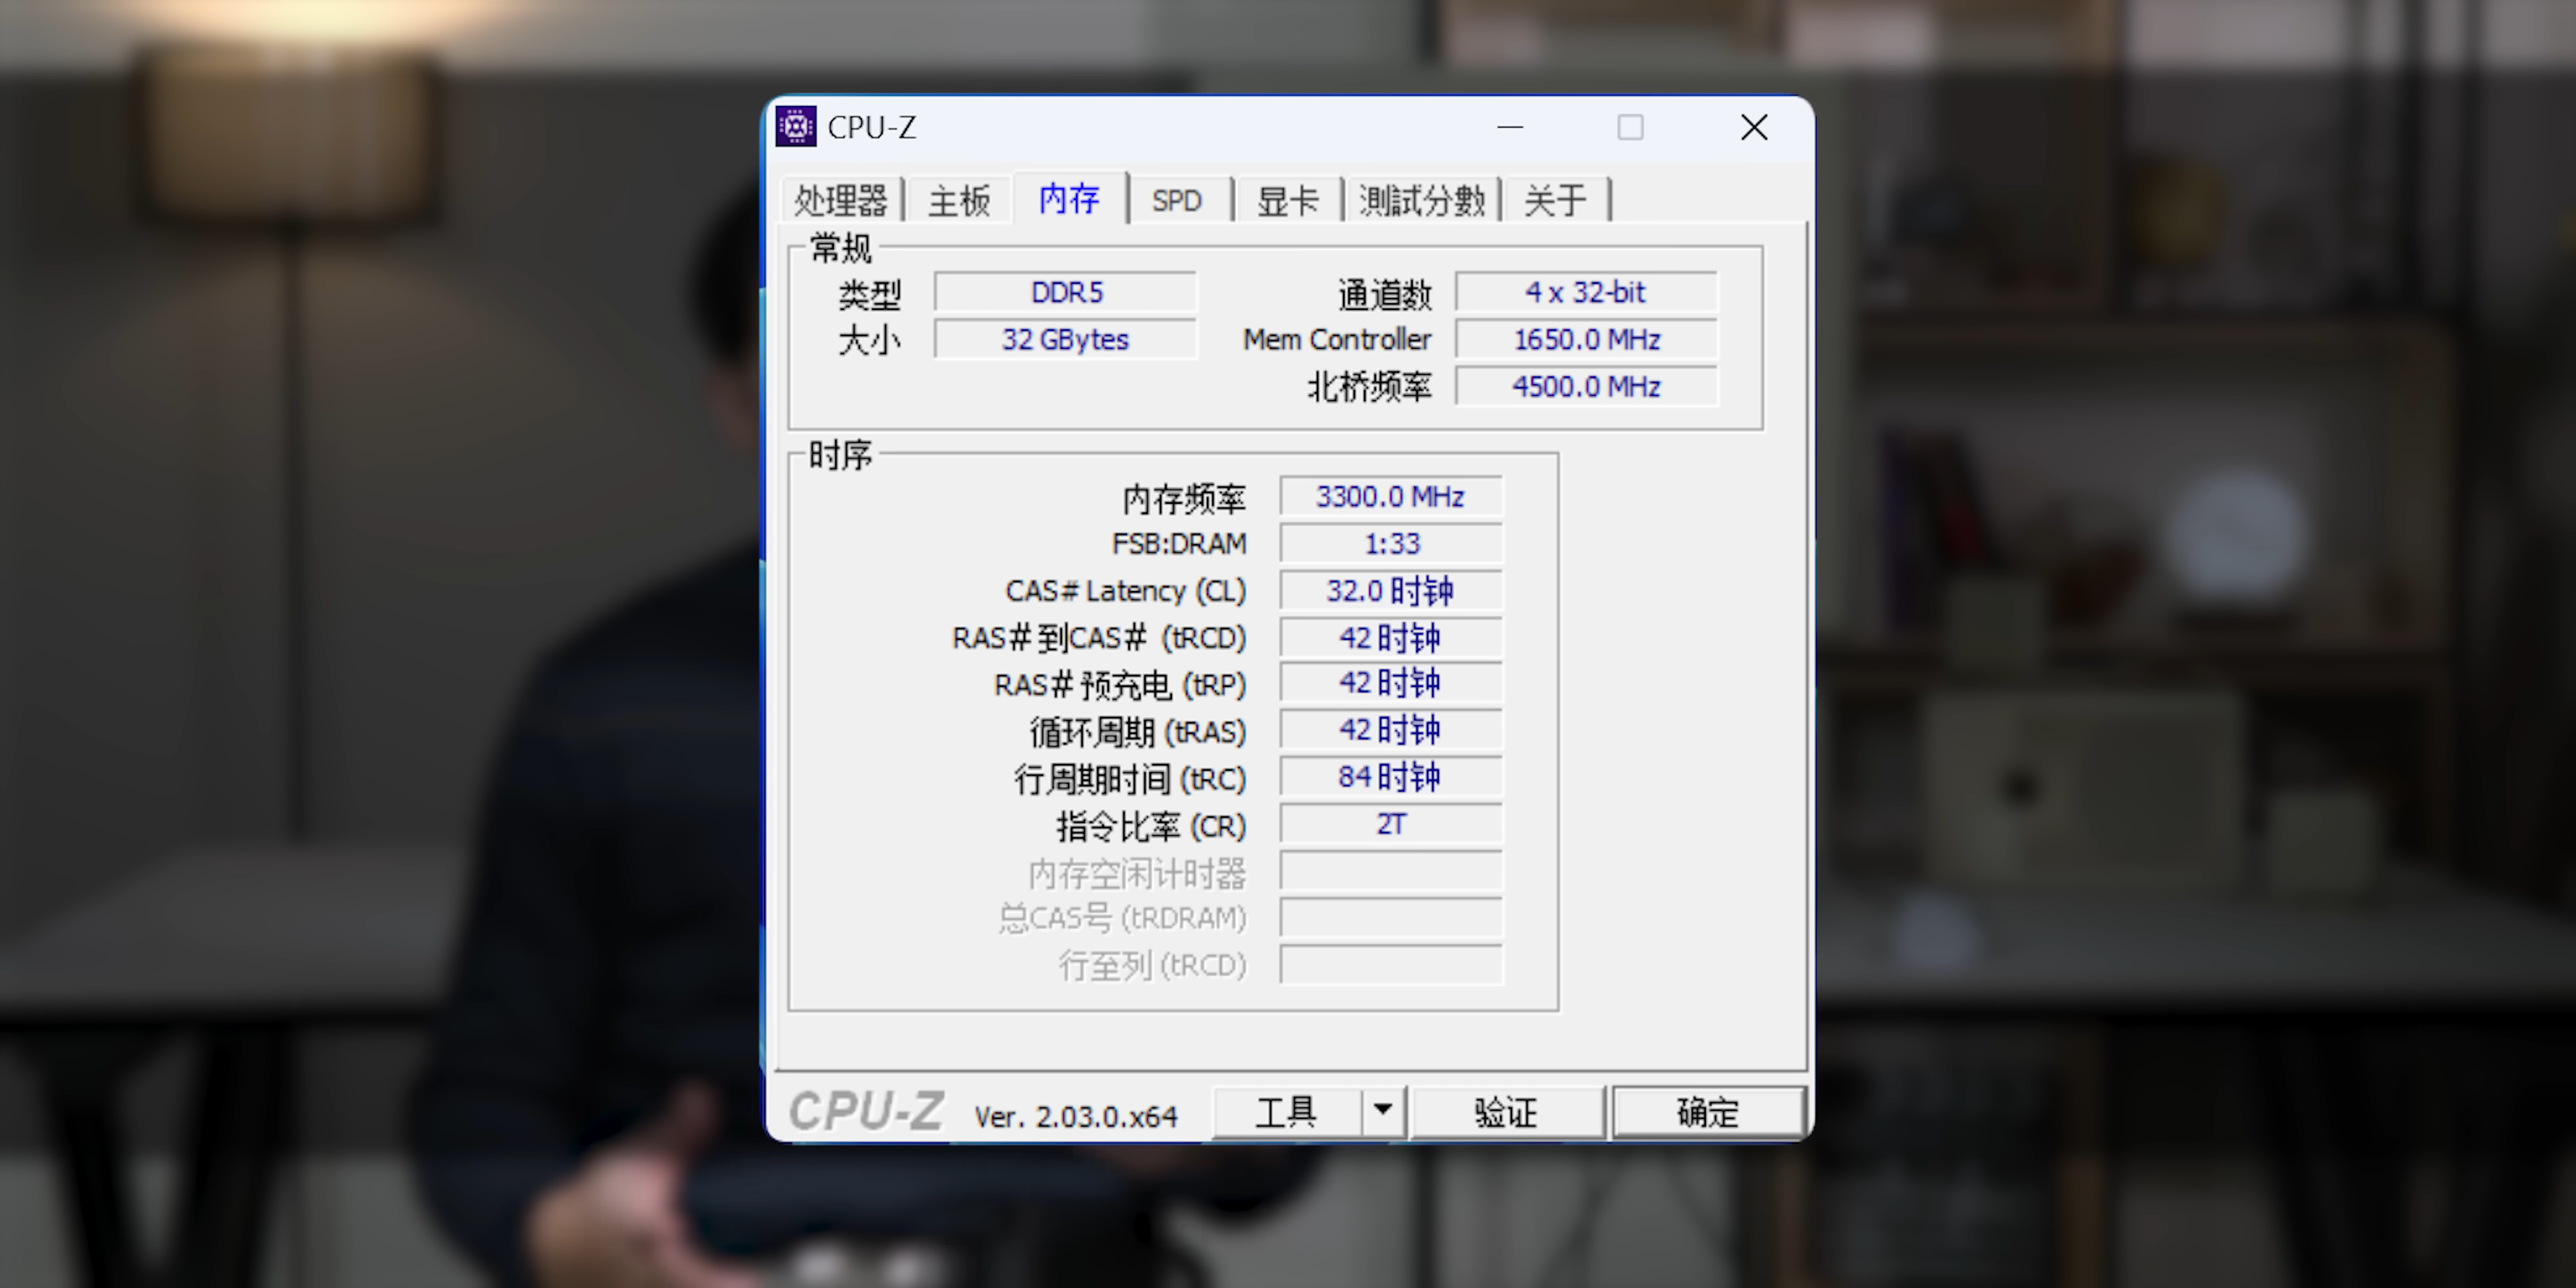 CPU-Z
处理器 主板 内存 SPD 显卡 測試分數 关于
常规
类型 DDR5 通道数 4 x 32-bit
大小 32 GBytes Mem Controller 1650.0 MHz
北桥频率 4500.0 MHz
时序
内存频率 3300.0 MHz
FSB:DRAM 1:33
CAS# Latency (CL) 32.0 时钟
RAS# 到CAS# (tRCD) 42 时钟
RAS# 预充电 (tRP) 42 时钟
循环周期 (tRAS) 42 时钟
行周期时间 (tRC) 84 时钟
指令比率 (CR) 2T
内存空闲计时器
总CAS号 (tRDRAM)
行至列 (tRCD)
CPU-Z Ver. 2.03.0.x64 工具 验证 确定